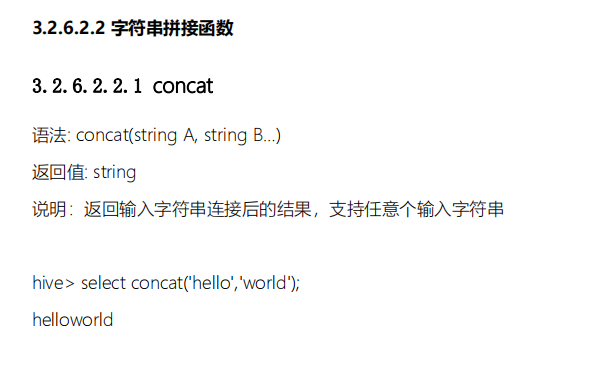 3.2.6.2.2 字符串拼接函数
3.2.6.2.2.1 concat
语法: concat(string A, string B…)
返回值: string
说明：返回输入字符串连接后的结果，支持任意个输入字符串
hive> select concat('hello','world');
helloworld